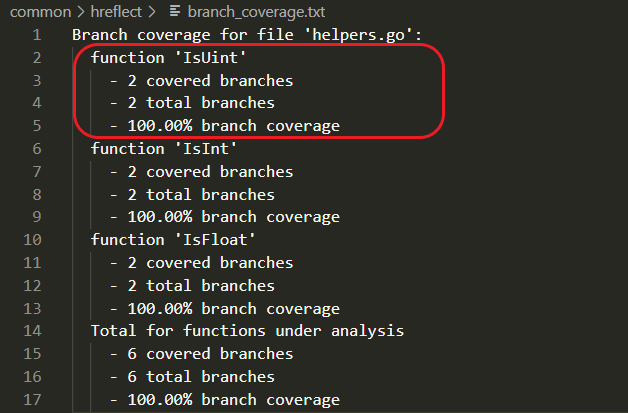 common > hreflect > branch_coverage.txt
1 Branch coverage for file 'helpers.go':
2 function 'IsUint'
3 - 2 covered branches
4 - 2 total branches
5 - 100.00% branch coverage
6 function 'IsInt'
7 - 2 covered branches
8 - 2 total branches
9 - 100.00% branch coverage
10 function 'IsFloat'
11 - 2 covered branches
12 - 2 total branches
13 - 100.00% branch coverage
14 Total for functions under analysis
15 - 6 covered branches
16 - 6 total branches
17 - 100.00% branch coverage